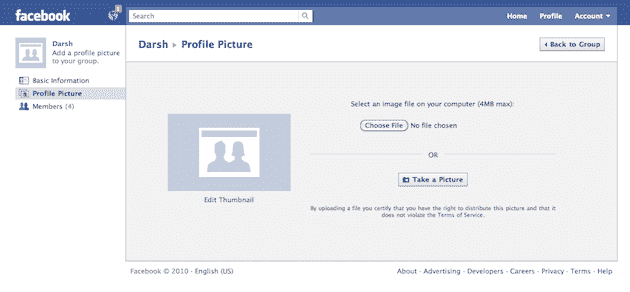 facebook
1
Search
Home Profile Account
Darsh
Add a profile picture
to your group.
Basic Information
Profile Picture
Members (4)
Darsh Profile Picture
Back to Group
Select an image file on your computer (4MB max):
Choose File No file chosen
OR
Take a Picture
Edit Thumbnail
By uploading a file you certify that you have the right to distribute this picture and that it
does not violate the Terms of Service.
Facebook © 2010 · English (US)
About · Advertising · Developers · Careers · Privacy · Terms · Help